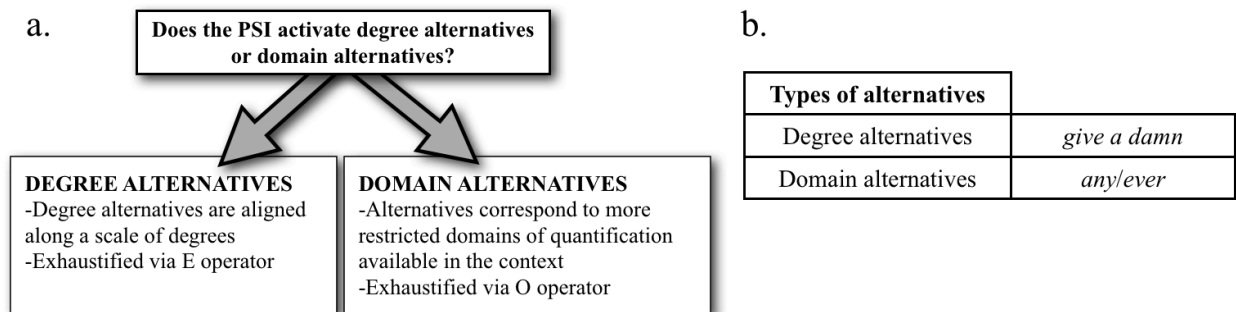 a.
Does the PSI activate degree alternatives
or domain alternatives?
DEGREE ALTERNATIVES
-Degree alternatives are aligned
along a scale of degrees
-Exhaustified via E operator
DOMAIN ALTERNATIVES
-Alternatives correspond to more
restricted domains of quantification
available in the context
-Exhaustified via O operator
b.
Types of alternatives
Degree alternatives give a damn
Domain alternatives any/ever